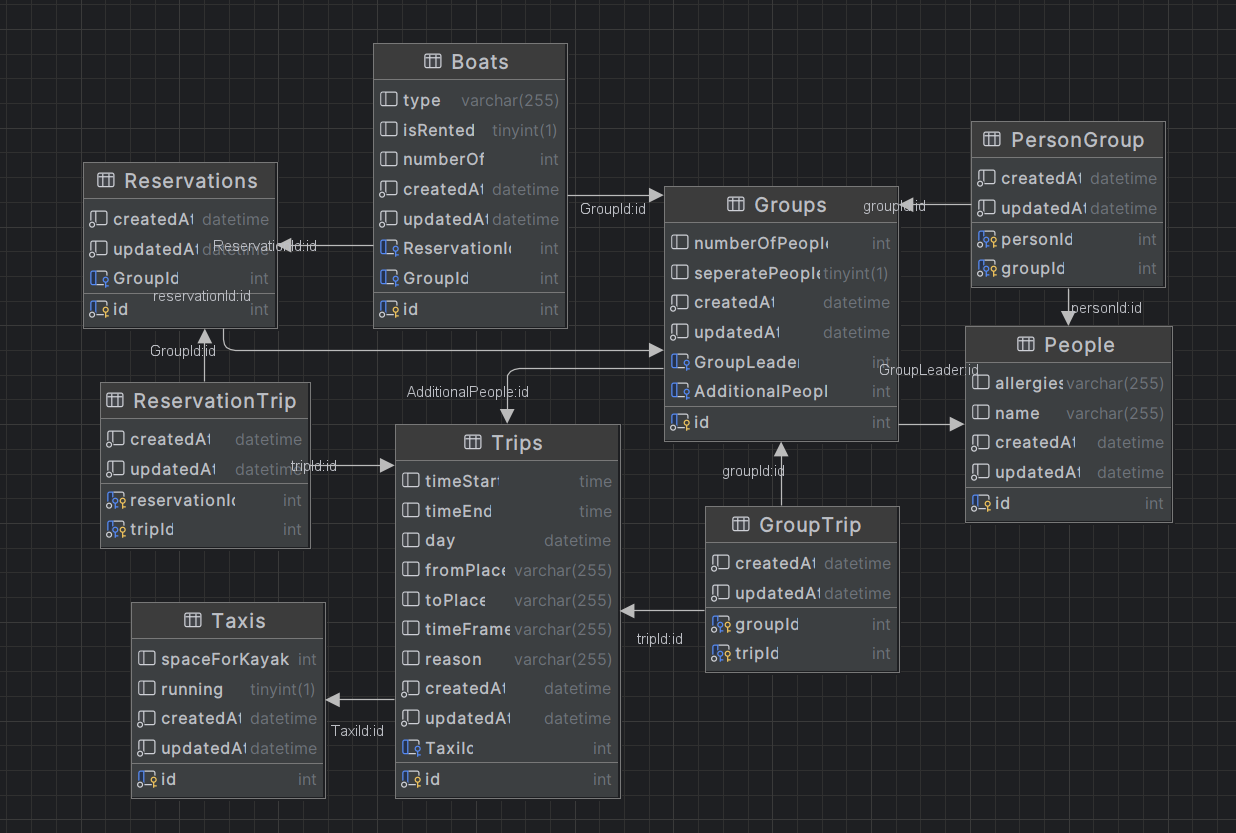 Boats
type varchar(255)
isRented tinyint(1)
numberOf int
createdAt datetime
updatedAt datetime
ReservationId int
GroupId int
id int
Reservations
createdAt datetime
updatedAt datetime
GroupId int
id int
ReservationId:id
reservationId:id
GroupId:id
GroupId:id
Groups
numberOfPeople int
seperatePeople tinyint(1)
createdAt datetime
updatedAt datetime
GroupLeader int
AdditionalPeopl int
id int
groupId:id
PersonGroup
createdAt datetime
updatedAt datetime
personId int
groupId int
personId:id
People
allergies varchar(255)
name varchar(255)
createdAt datetime
updatedAt datetime
id int
GroupLeader:id
AdditionalPeople:id
ReservationTrip
createdAt datetime
updatedAt datetime
reservationId int
tripId int
tripId:id
Trips
timeStart time
timeEnd time
day datetime
fromPlace varchar(255)
toPlace varchar(255)
timeFrame varchar(255)
reason varchar(255)
createdAt datetime
updatedAt datetime
TaxiId int
id int
groupId:id
GroupTrip
createdAt datetime
updatedAt datetime
groupId int
tripId int
tripId:id
Taxis
spaceForKayak int
running tinyint(1)
createdAt datetime
updatedAt datetime
id int
TaxiId:id